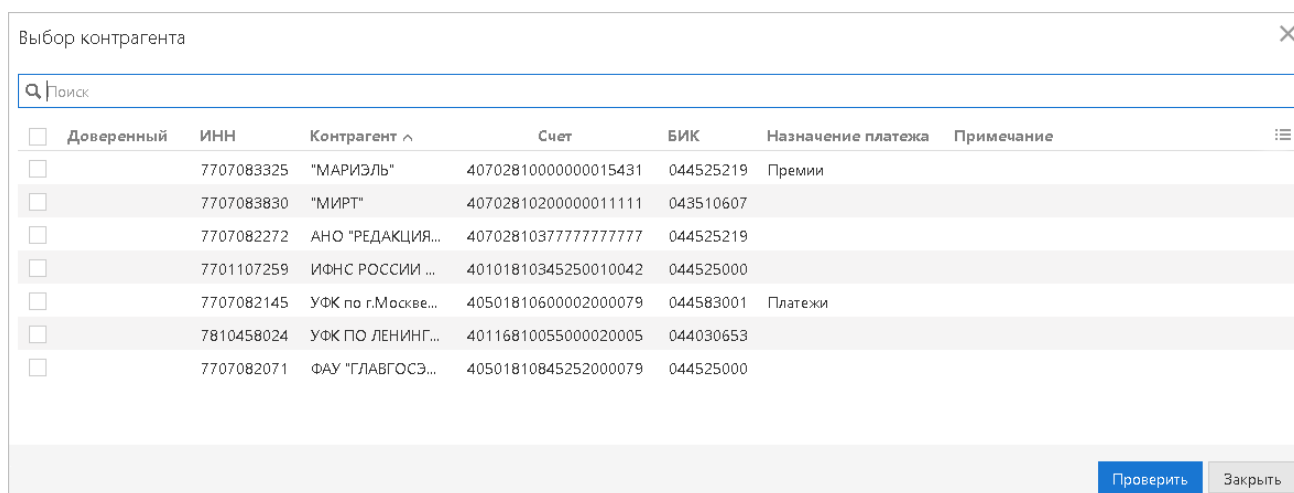 Выбор контрагента
Поиск
Доверенный ИНН Контрагент Счет БИК Назначение платежа Примечание
7707083325 "МАРИЭЛЬ" 40702810000000015431 044525219 Премии
7707083830 "МИРТ" 40702810200000011111 043510607
7707082272 АНО "РЕДАКЦИЯ... 40702810377777777777 044525219
7701107259 ИФНС РОССИИ ... 40101810345250010042 044525000
7707082145 УФК по г.Москве... 40501810600002000079 044583001 Платежи
7810458024 УФК ПО ЛЕНИНГ... 40116810055000020005 044030653
7707082071 ФАУ "ГЛАВГОСЭ... 40501810845252000079 044525000
Проверить Закрыть